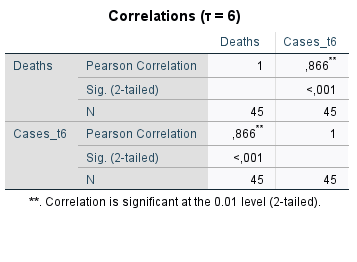 Correlations (τ = 6)
Deaths Cases_t6
Deaths Pearson Correlation 1 ,866**
Sig. (2-tailed) <,001
N 45 45
Cases_t6 Pearson Correlation ,866** 1
Sig. (2-tailed) <,001
N 45 45
**. Correlation is significant at the 0.01 level (2-tailed).